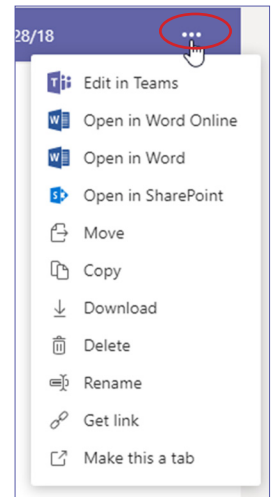 28/18
Edit in Teams
Open in Word Online
Open in Word
Open in SharePoint
Move
Copy
Download
Delete
Rename
Get link
Make this a tab